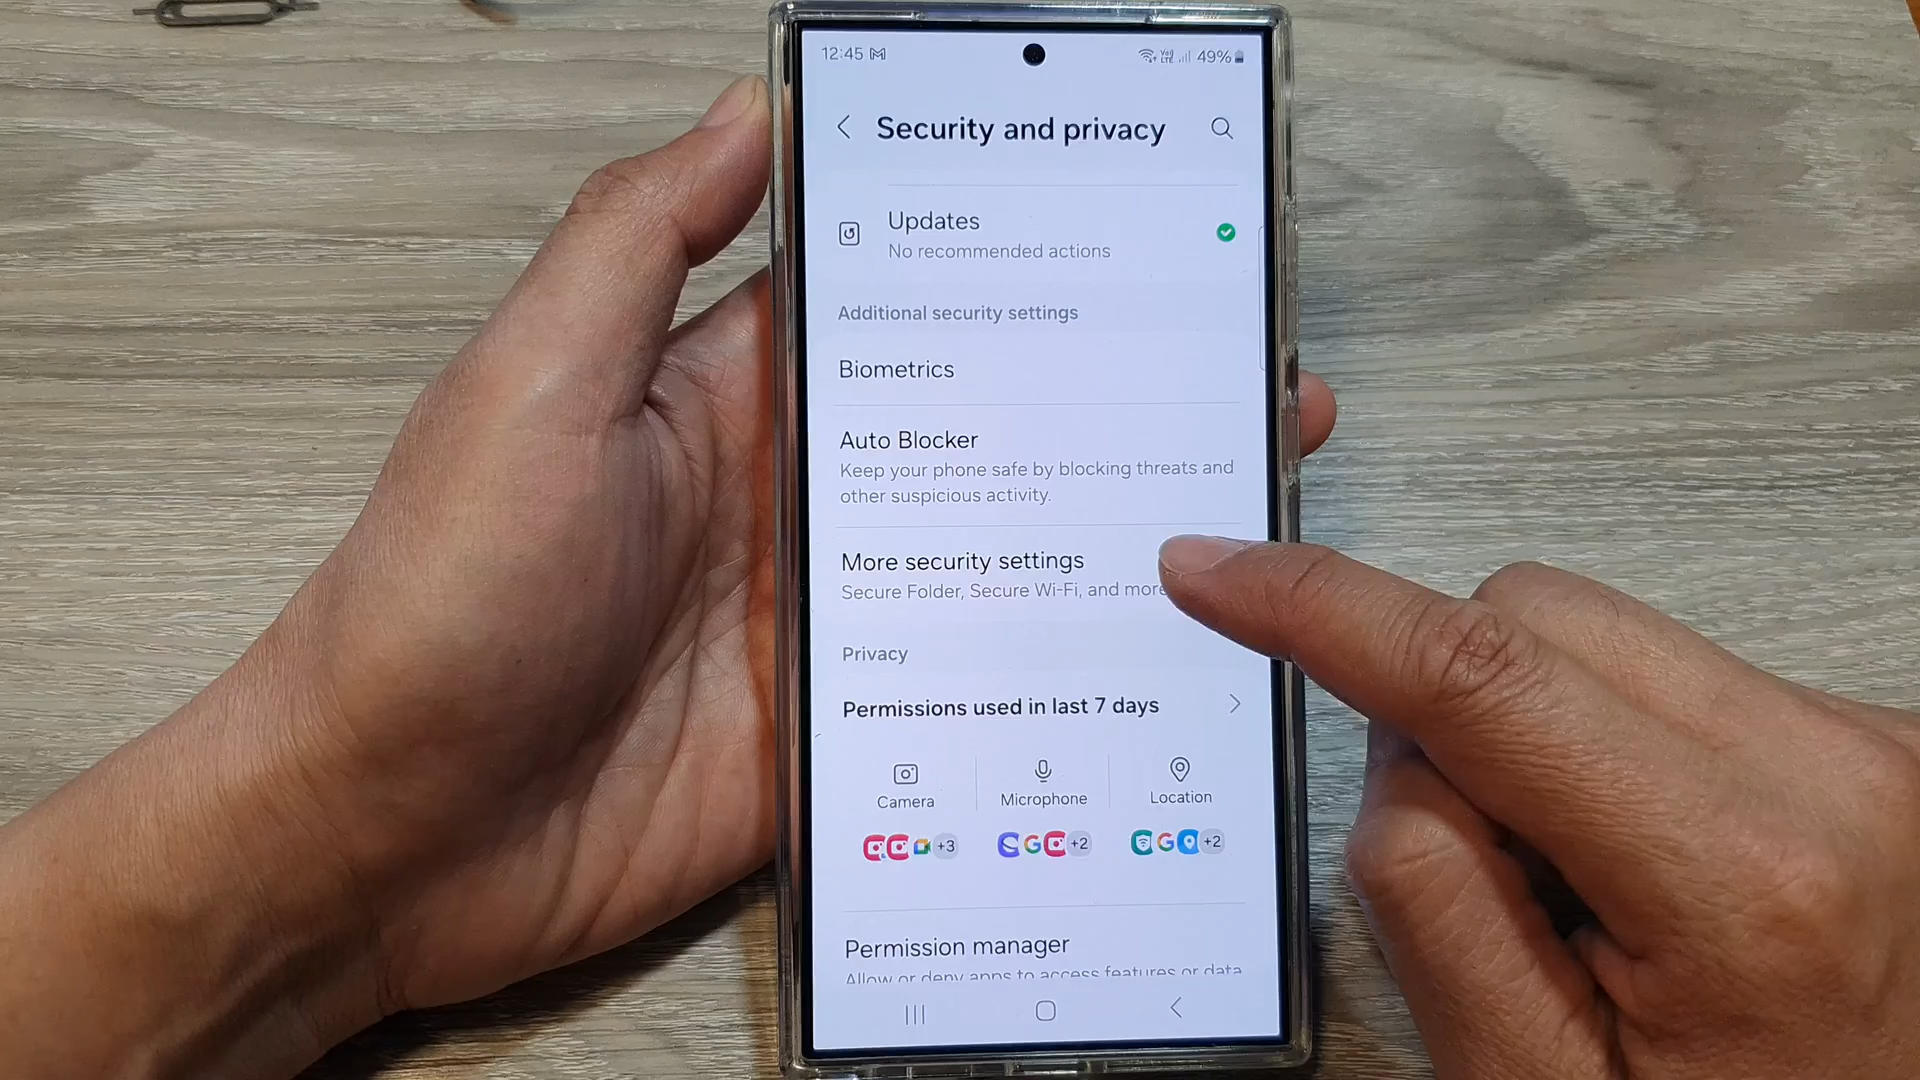 12:45 49%
Security and privacy
Updates
No recommended actions
Additional security settings
Biometrics
Auto Blocker
Keep your phone safe by blocking threats and
other suspicious activity.
More security settings
Secure Folder, Secure Wi-Fi, and more
Privacy
Permissions used in last 7 days
Camera Microphone Location
+3 +2 +2
Permission manager
Allow or deny apps to access features or data